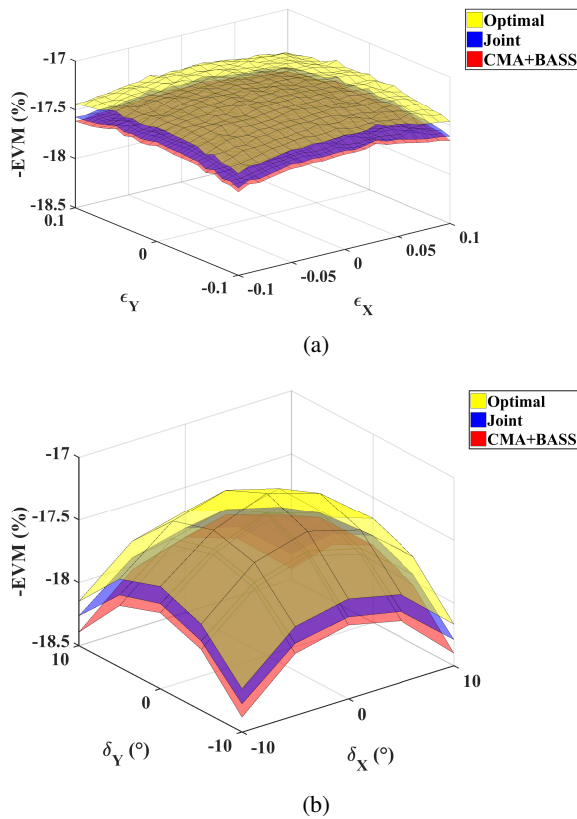 Optimal
Joint
CMA+BASS
-17
-17.5
-18
-18.5
-EVM (%)
0.1
0
-0.1
ϵY
-0.1
-0.05
0
0.05
0.1
ϵX
(a)
Optimal
Joint
CMA+BASS
-17
-17.5
-18
-18.5
-EVM (%)
10
0
-10
δY (°)
-10
0
10
δX (°)
(b)